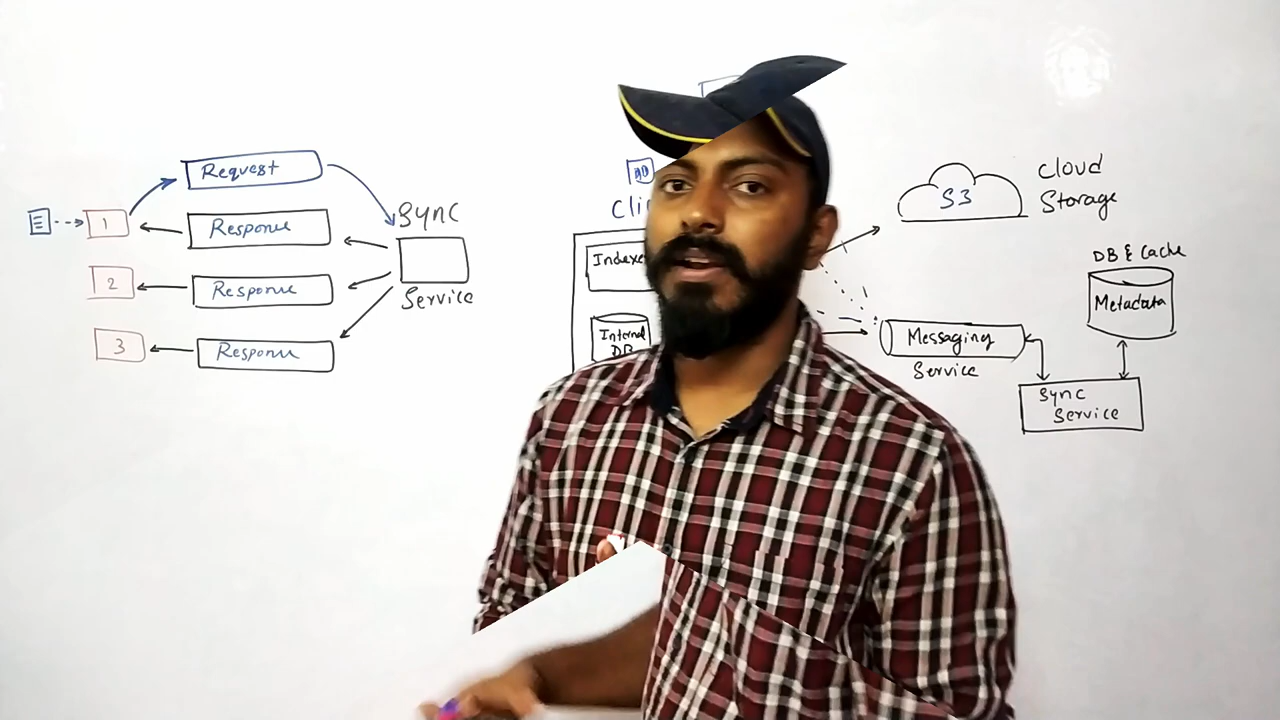 Request
1
Response
2
Response
3
Response
Sync
Service
Indexe
Internal
DB
S3
Cloud
Storage
Messaging
Service
DB & Cache
Metadata
Sync
Service